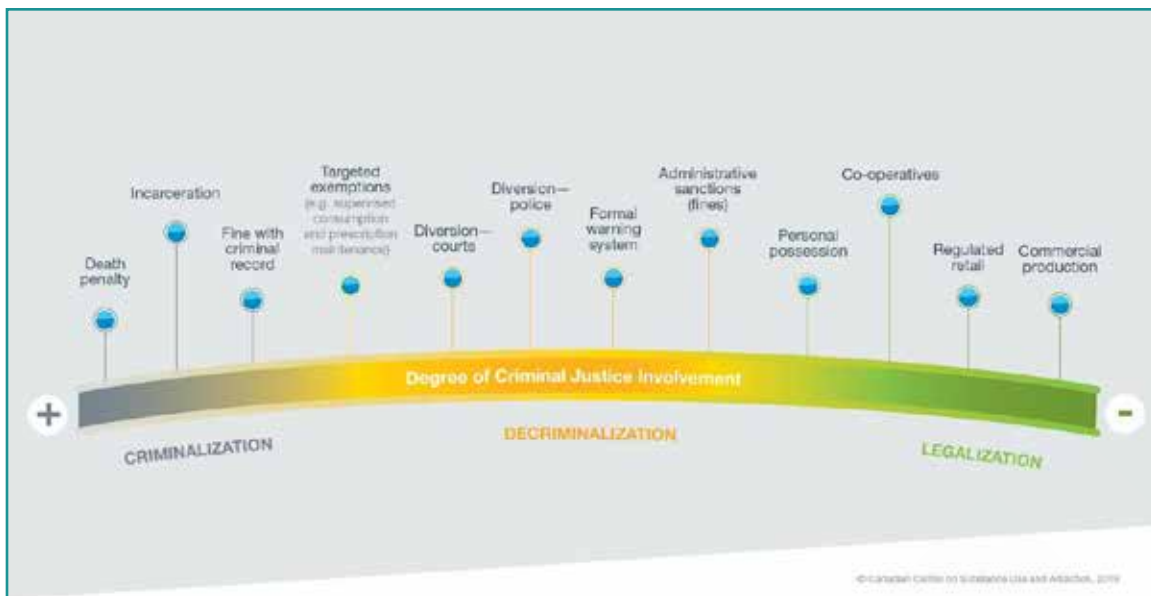 Death
penalty
Incarceration
Fine with
criminal
record
Targeted
exemptions
(e.g. supervised
consumption
and prescription
maintenance)
Diversion—
courts
Diversion—
police
Formal
warning
system
Administrative
sanctions
(fines)
Personal
possession
Co-operatives
Regulated
retail
Commercial
production
Degree of Criminal Justice Involvement
+
-
CRIMINALIZATION
DECRIMINALIZATION
LEGALIZATION
© Canadian Centre on Substance Use and Addiction,